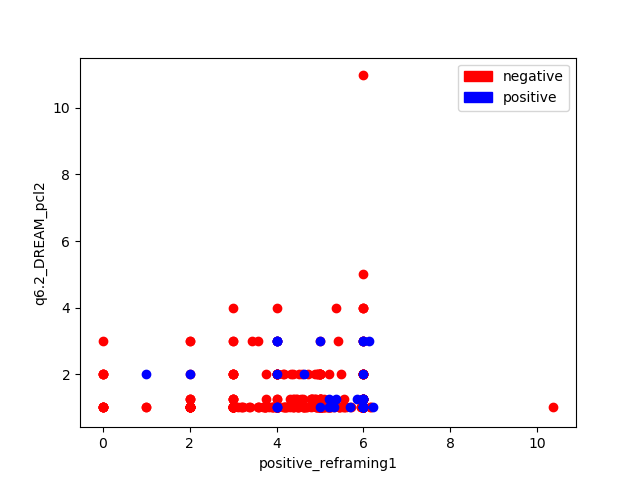 negative
positive
10
8
6
4
2
q6.2_DREAM_pcl2
0 2 4 6 8 10
positive_reframing1